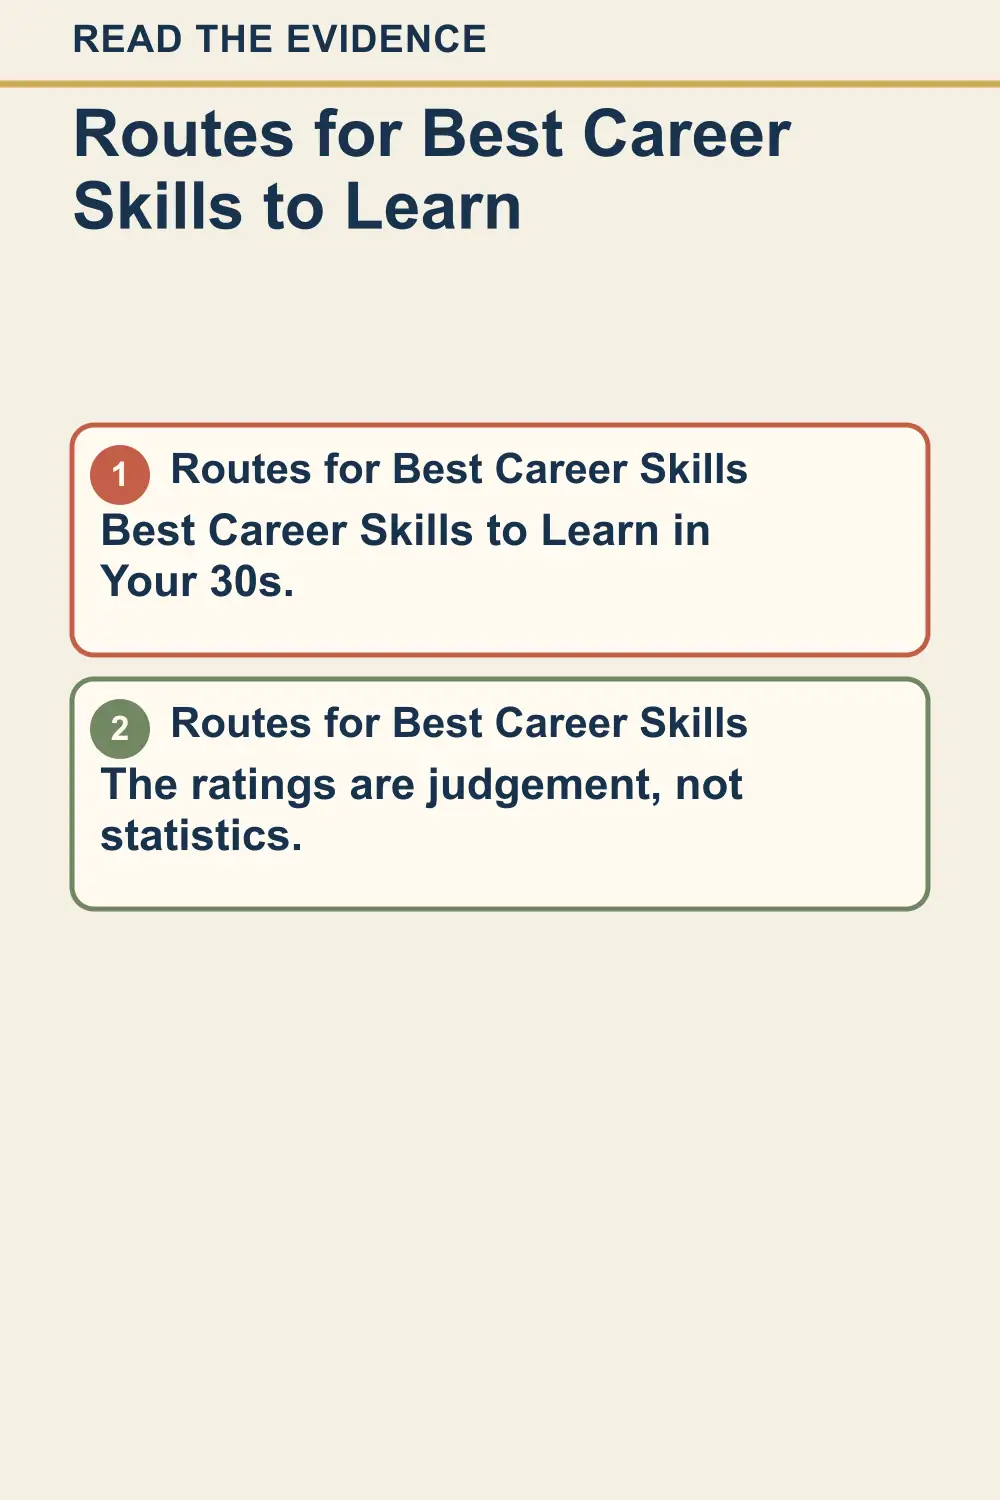 READ THE EVIDENCE
Routes for Best Career
Skills to Learn
1 Routes for Best Career Skills
Best Career Skills to Learn in
Your 30s.
2 Routes for Best Career Skills
The ratings are judgement, not
statistics.